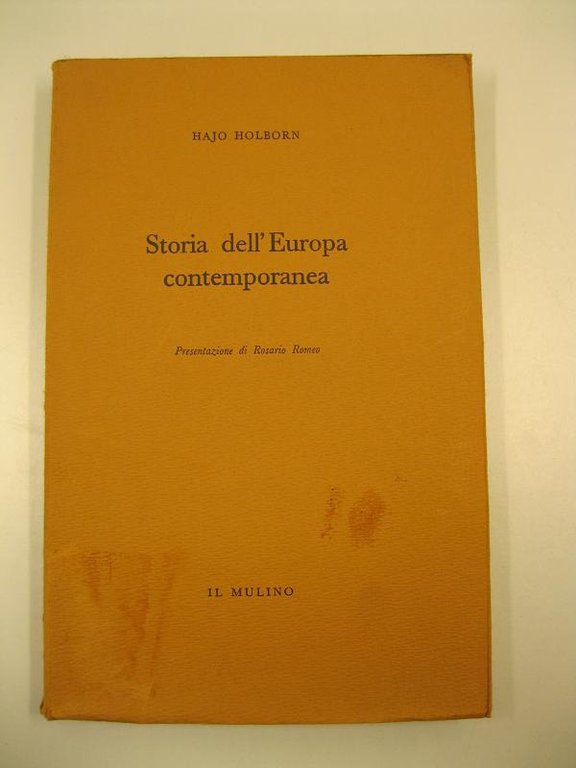 HAJO HOLBORN
Storia dell'Europa
contemporanea
Presentazione di Rosario Romeo
IL MULINO